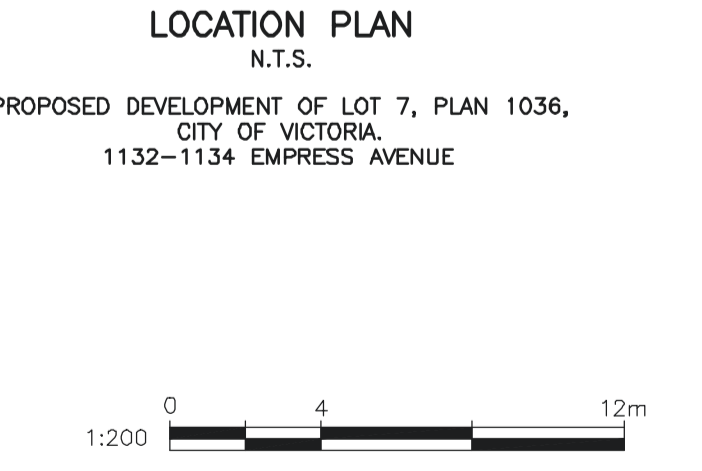 LOCATION PLAN
N.T.S.
PROPOSED DEVELOPMENT OF LOT 7, PLAN 1036,
CITY OF VICTORIA.
1132-1134 EMPRESS AVENUE
0 4 12m
1:200